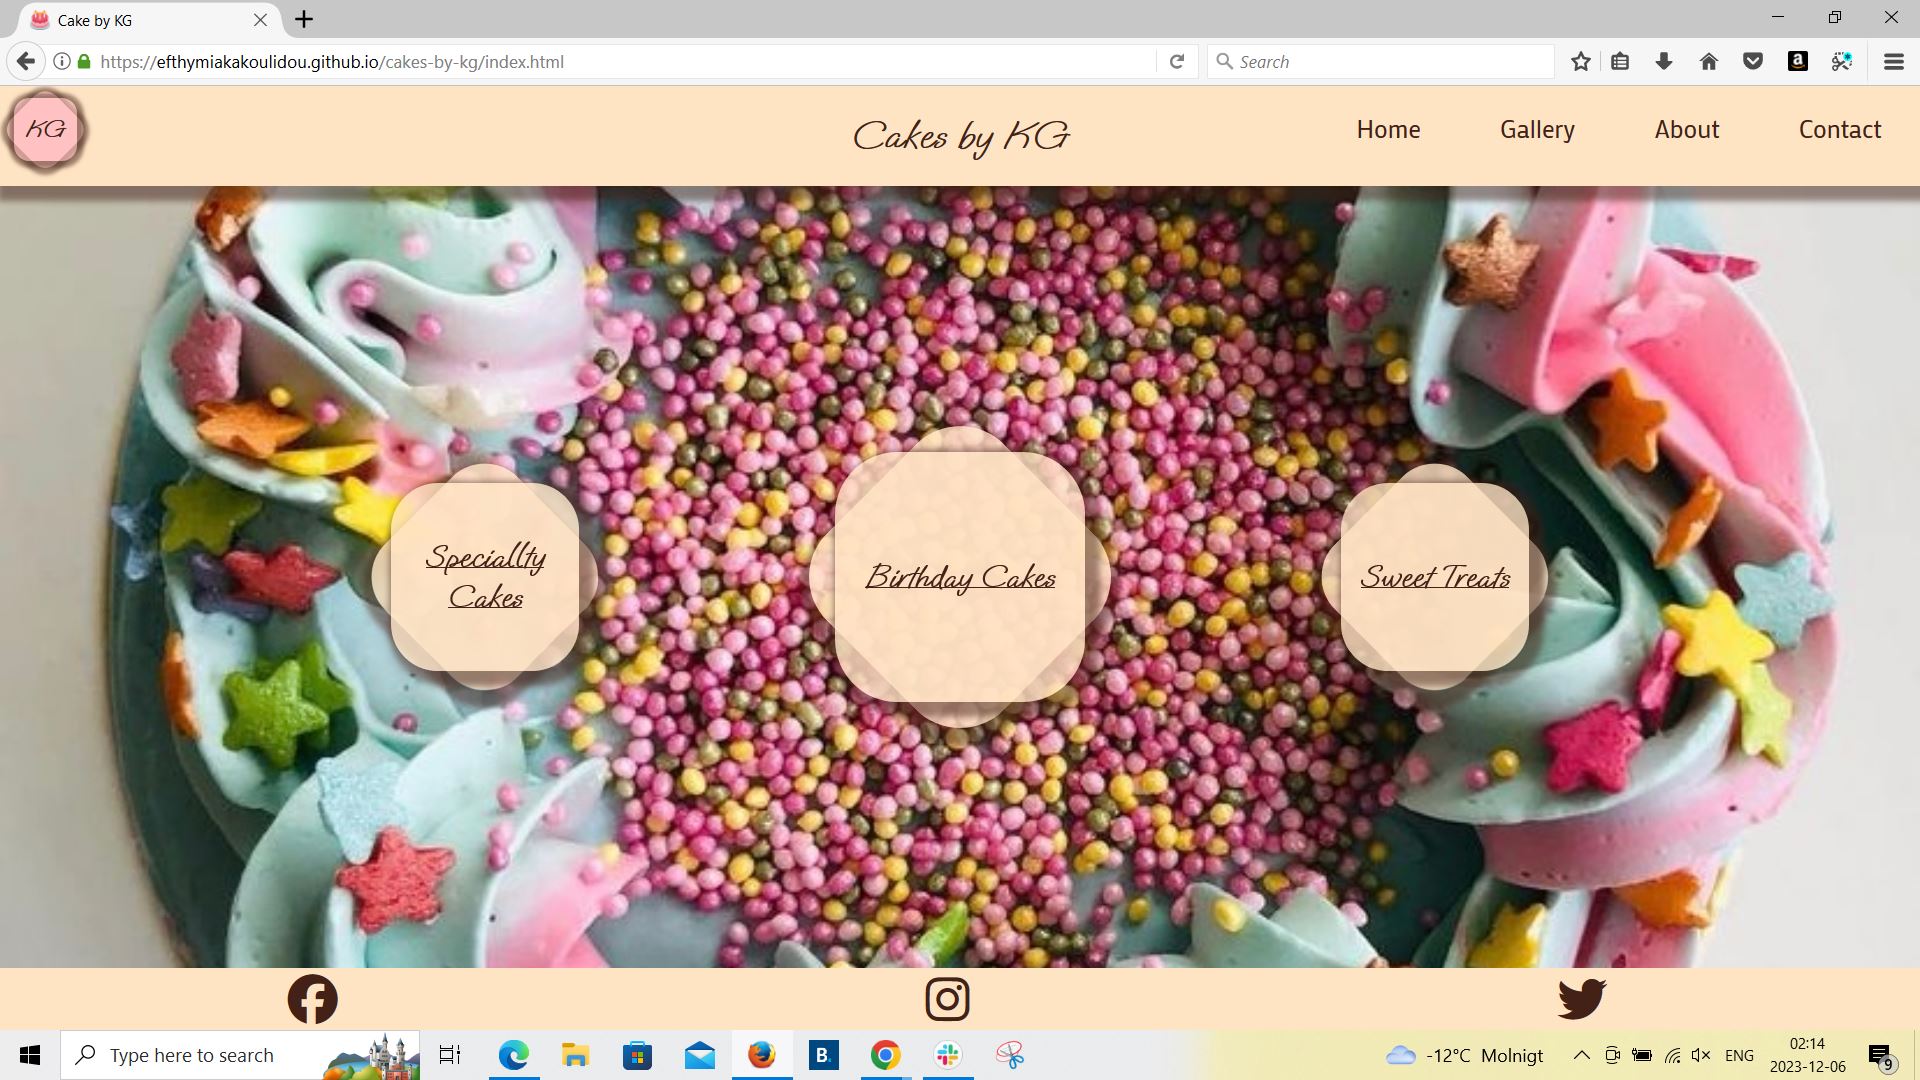 Cake by KG
https://efthymiakakoulidou.github.io/cakes-by-kg/index.html
Search
KG
Cakes by KG
Home
Gallery
About
Contact
Speciallty
Cakes
Birthday Cakes
Sweet Treats
Type here to search
B.
-12°C Molnigt
ENG
02:14
2023-12-06
9